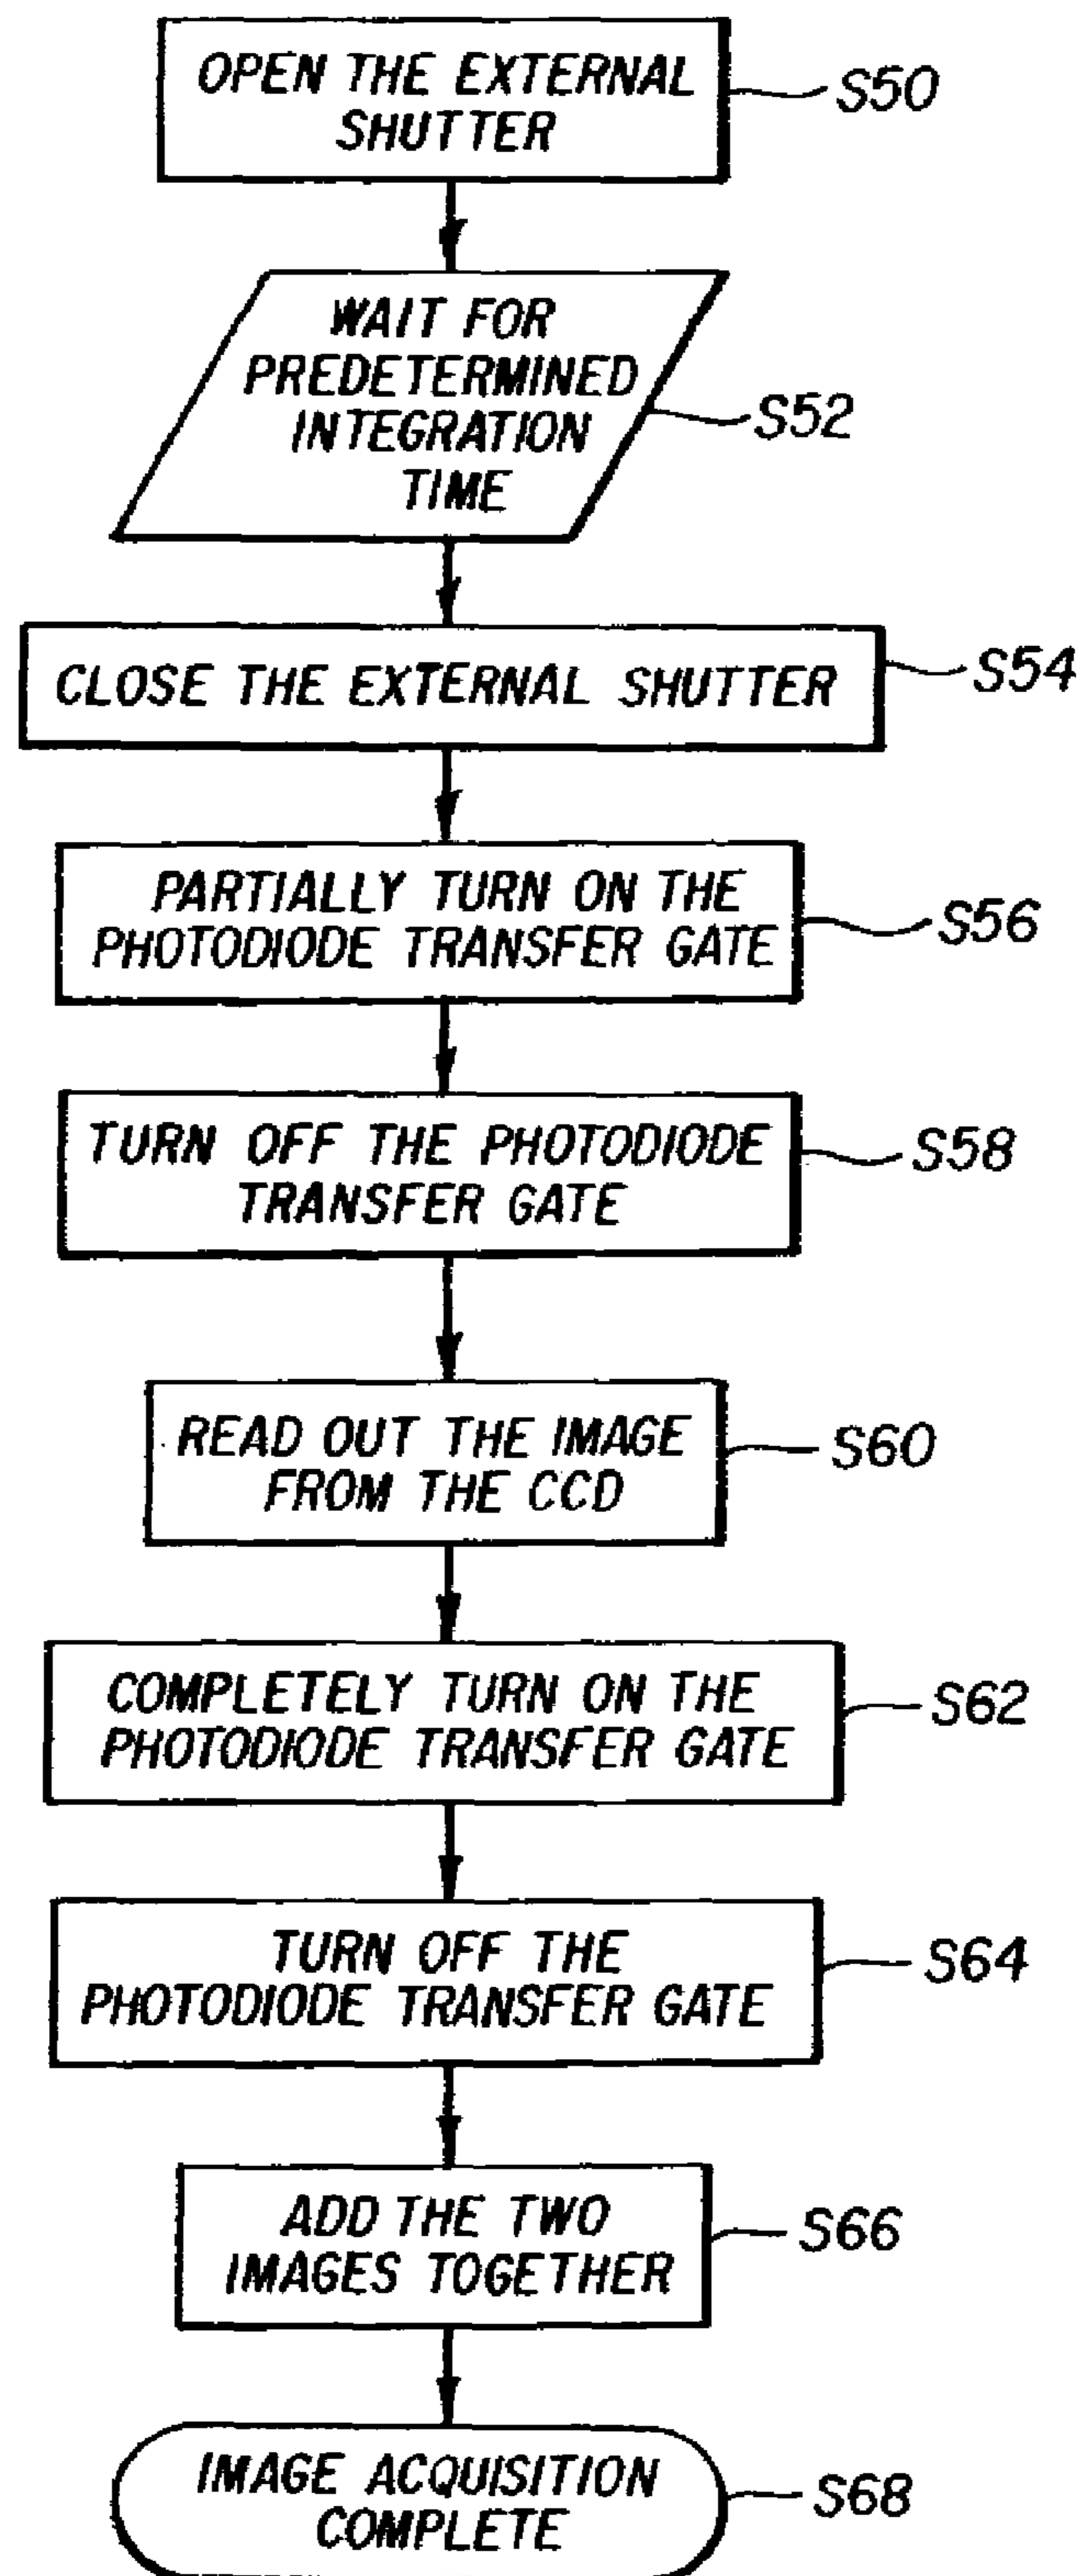 OPEN THE EXTERNAL
SHUTTER
S50
WAIT FOR
PREDETERMINED
INTEGRATION
TIME
S52
CLOSE THE EXTERNAL SHUTTER
S54
PARTIALLY TURN ON THE
PHOTODIODE TRANSFER GATE
S56
TURN OFF THE PHOTODIODE
TRANSFER GATE
S58
READ OUT THE IMAGE
FROM THE CCD
S60
COMPLETELY TURN ON THE
PHOTODIODE TRANSFER GATE
S62
TURN OFF THE
PHOTODIODE TRANSFER GATE
S64
ADD THE TWO
IMAGES TOGETHER
S66
IMAGE ACQUISITION
COMPLETE
S68